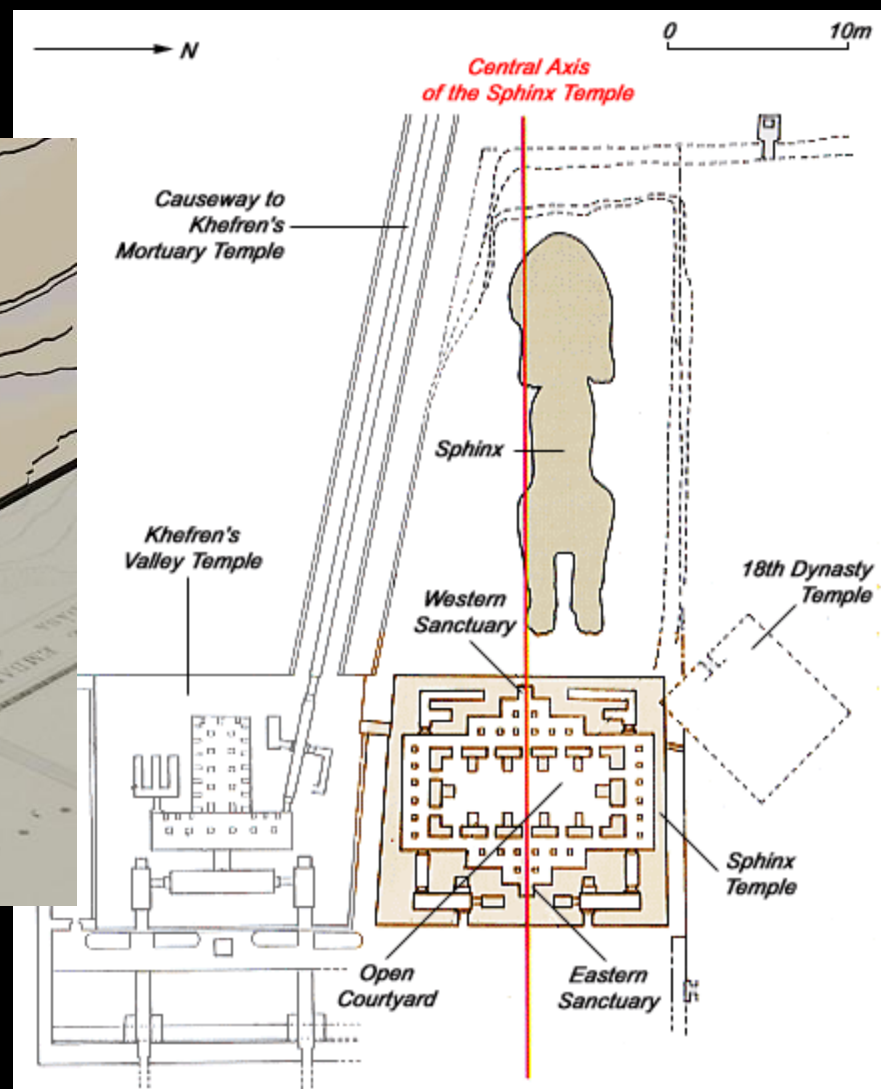 N
0 10m
Central Axis
of the Sphinx Temple
Causeway to
Khefren's
Mortuary Temple
Sphinx
Khefren's
Valley Temple
18th Dynasty
Temple
Western
Sanctuary
Sphinx
Temple
Open
Courtyard
Eastern
Sanctuary